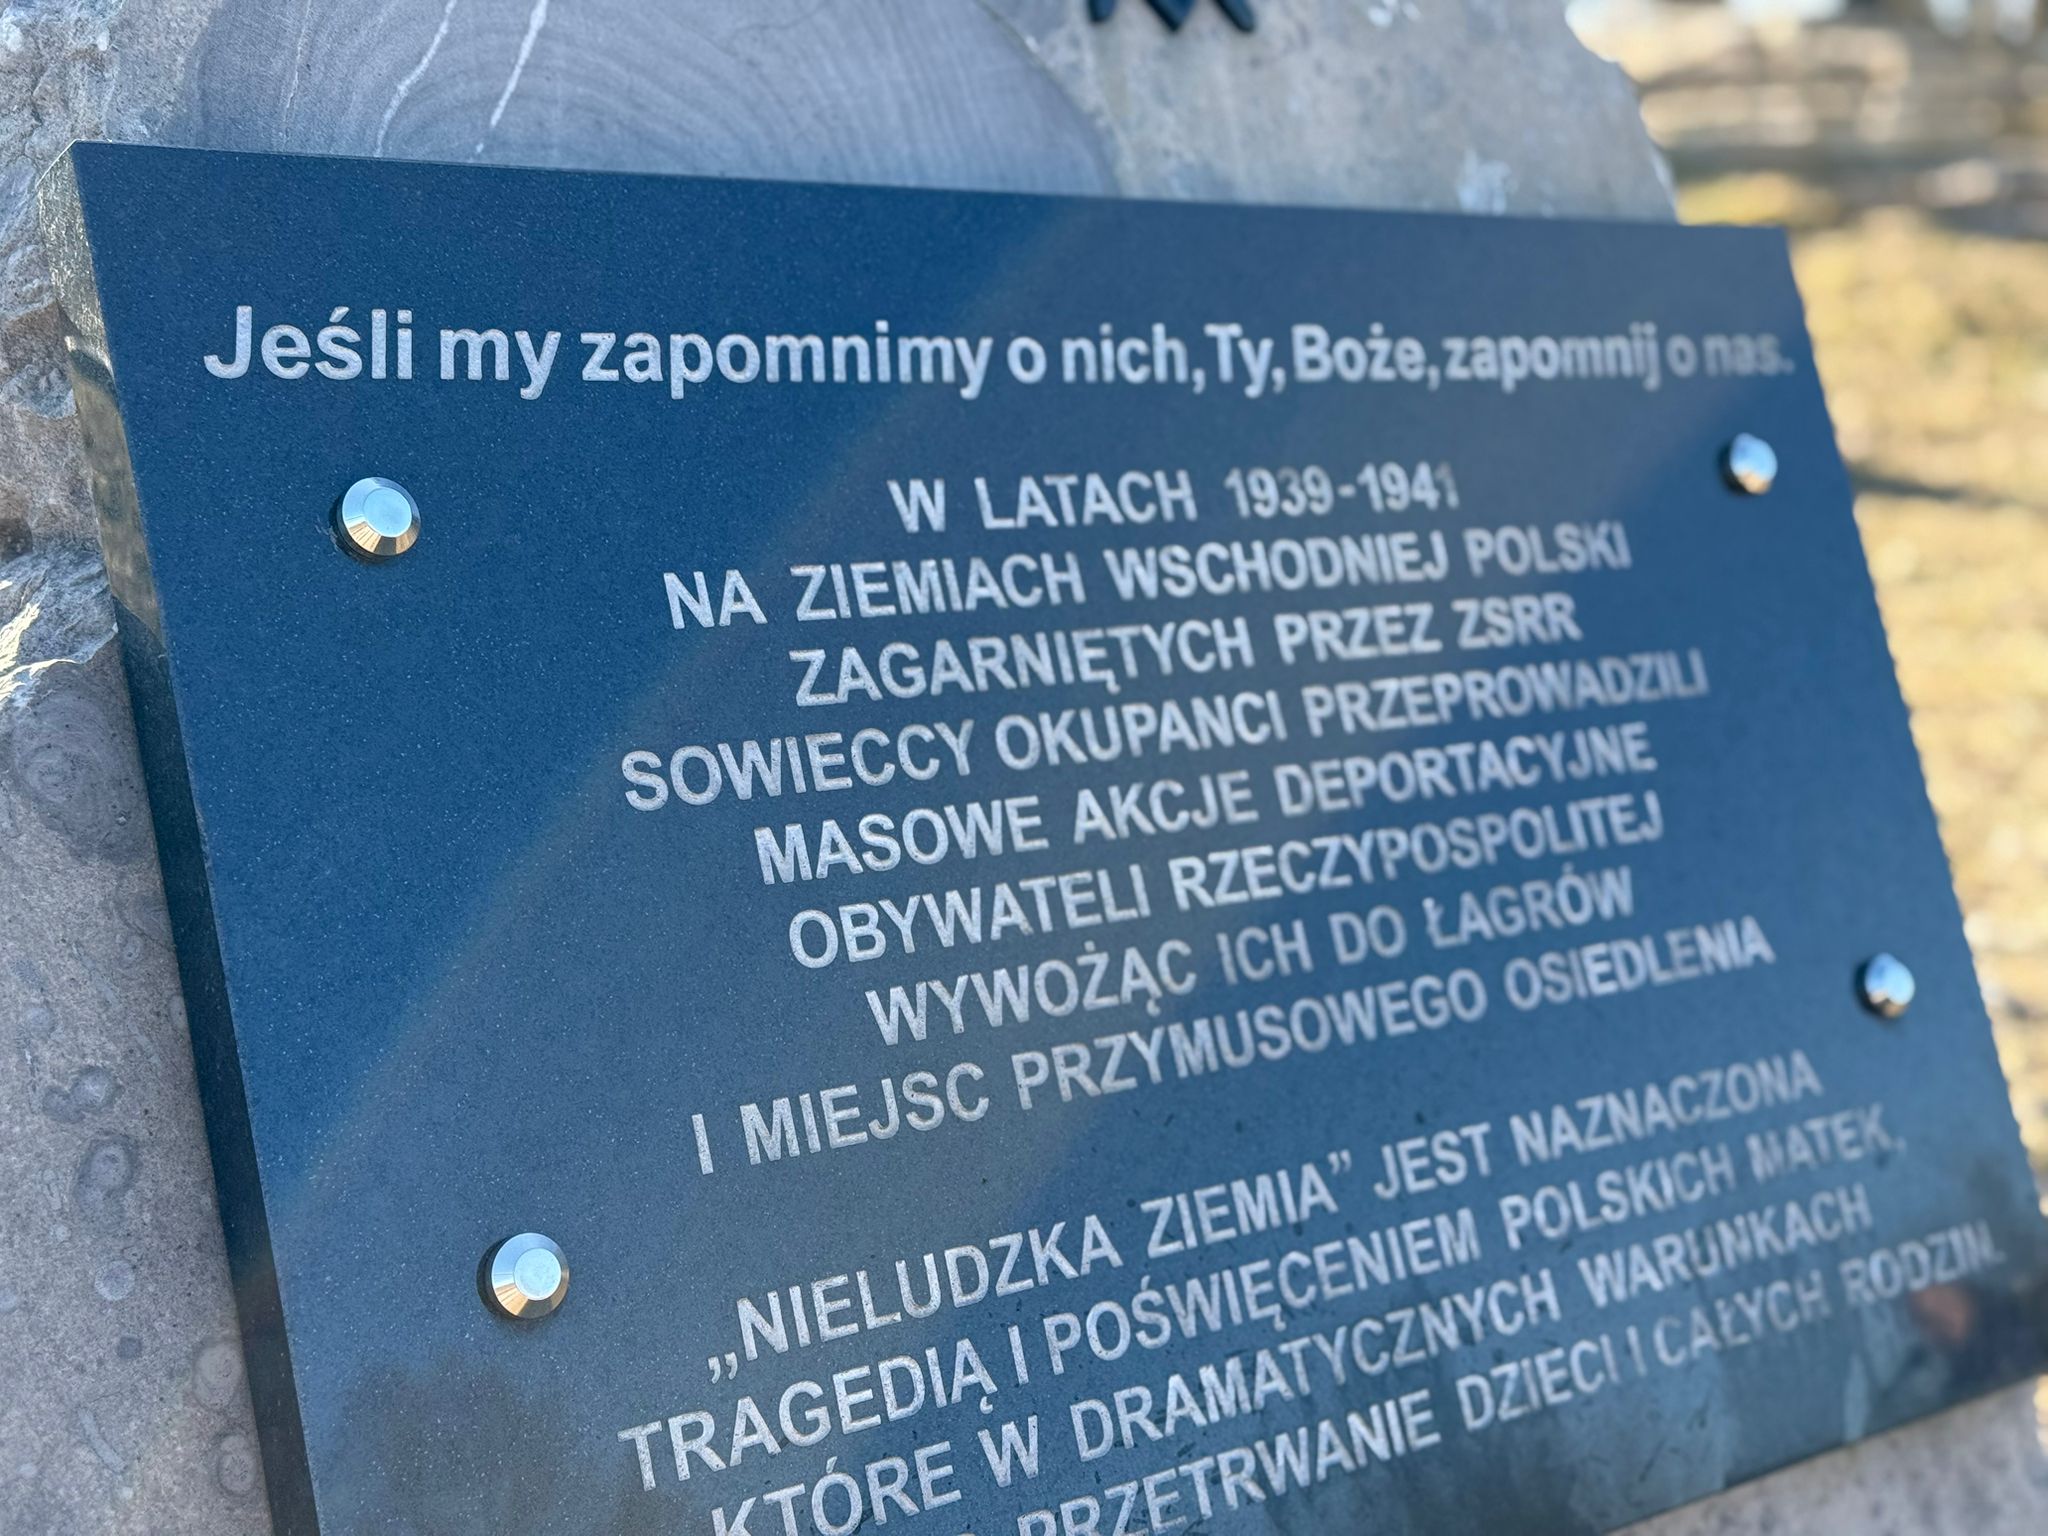 Jeśli my zapomnimy o nich, Ty, Boże, zapomnij o nas.
W LATACH 1939-1941
NA ZIEMIACH WSCHODNIEJ POLSKI
ZAGARNIĘTYCH PRZEZ ZSRR
SOWIECCY OKUPANCI PRZEPROWADZILI
MASOWE AKCJE DEPORTACYJNE
OBYWATELI RZECZYPOSPOLITEJ
WYWOŻĄC ICH DO ŁAGRÓW
I MIEJSC PRZYMUSOWEGO OSIEDLENIA
„NIELUDZKA ZIEMIA” JEST NAZNACZONA
TRAGEDIĄ I POŚWIĘCENIEM POLSKICH MATEK,
KTÓRE W DRAMATYCZNYCH WARUNKACH
PRZETRWANIE DZIECI I CAŁYCH RODZIN.